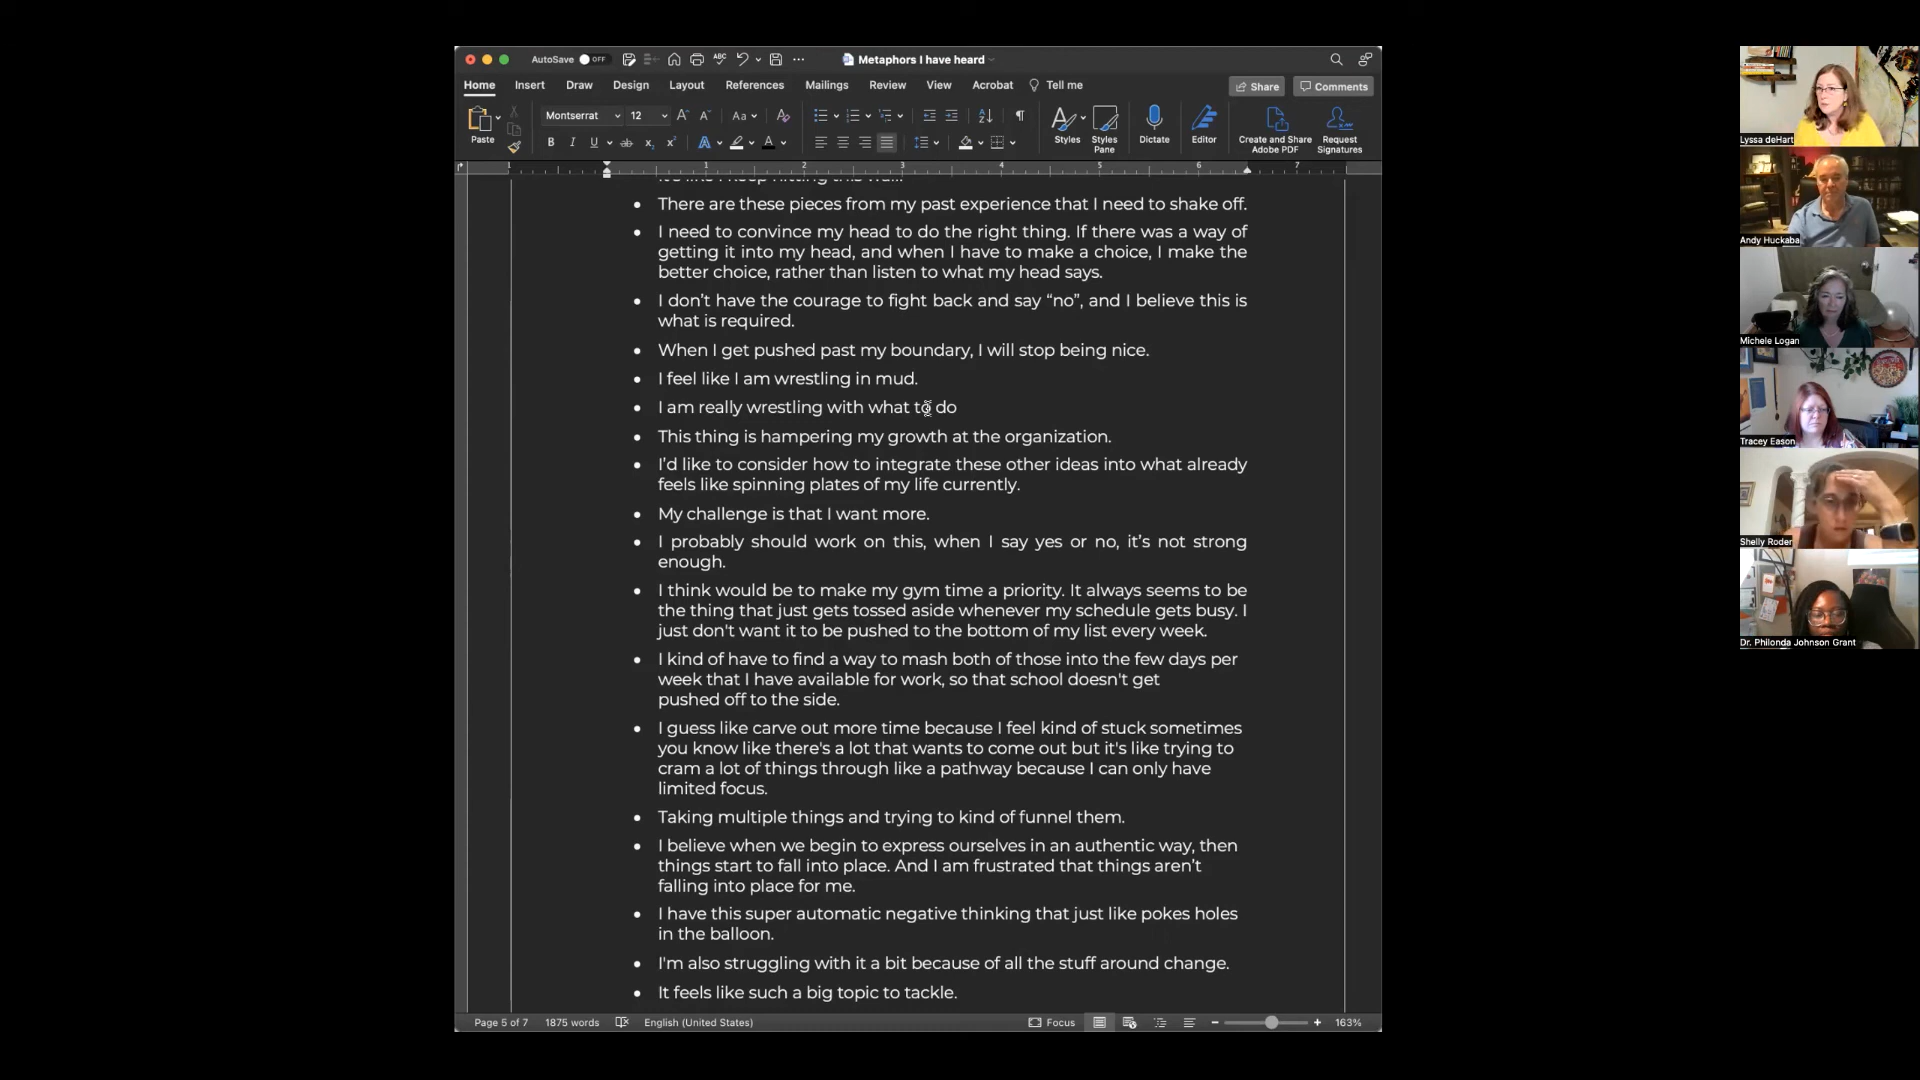 AutoSave OFF
Metaphors I have heard
Home Insert Draw Design Layout References Mailings Review View Acrobat Tell me
Share Comments
Paste
Montserrat 12
Styles
Styles Pane
Dictate
Editor
Create and Share Adobe PDF
Request Signatures
1 1 2 3 4 5 6 7
It's like I keep hitting this wall.
• There are these pieces from my past experience that I need to shake off.
• I need to convince my head to do the right thing. If there was a way of
getting it into my head, and when I have to make a choice, I make the
better choice, rather than listen to what my head says.
• I don’t have the courage to fight back and say “no”, and I believe this is
what is required.
• When I get pushed past my boundary, I will stop being nice.
• I feel like I am wrestling in mud.
• I am really wrestling with what to do
• This thing is hampering my growth at the organization.
• I’d like to consider how to integrate these other ideas into what already
feels like spinning plates of my life currently.
• My challenge is that I want more.
• I probably should work on this, when I say yes or no, it’s not strong
enough.
• I think would be to make my gym time a priority. It always seems to be
the thing that just gets tossed aside whenever my schedule gets busy. I
just don't want it to be pushed to the bottom of my list every week.
• I kind of have to find a way to mash both of those into the few days per
week that I have available for work, so that school doesn't get
pushed off to the side.
• I guess like carve out more time because I feel kind of stuck sometimes
you know like there's a lot that wants to come out but it's like trying to
cram a lot of things through like a pathway because I can only have
limited focus.
• Taking multiple things and trying to kind of funnel them.
• I believe when we begin to express ourselves in an authentic way, then
things start to fall into place. And I am frustrated that things aren’t
falling into place for me.
• I have this super automatic negative thinking that just like pokes holes
in the balloon.
• I'm also struggling with it a bit because of all the stuff around change.
• It feels like such a big topic to tackle.
Page 5 of 7 1875 words English (United States) Focus 163%
Lyssa deHart
Andy Huckaba
Michele Logan
Tracey Eason
Shelly Roder
Dr. Philonda Johnson Grant